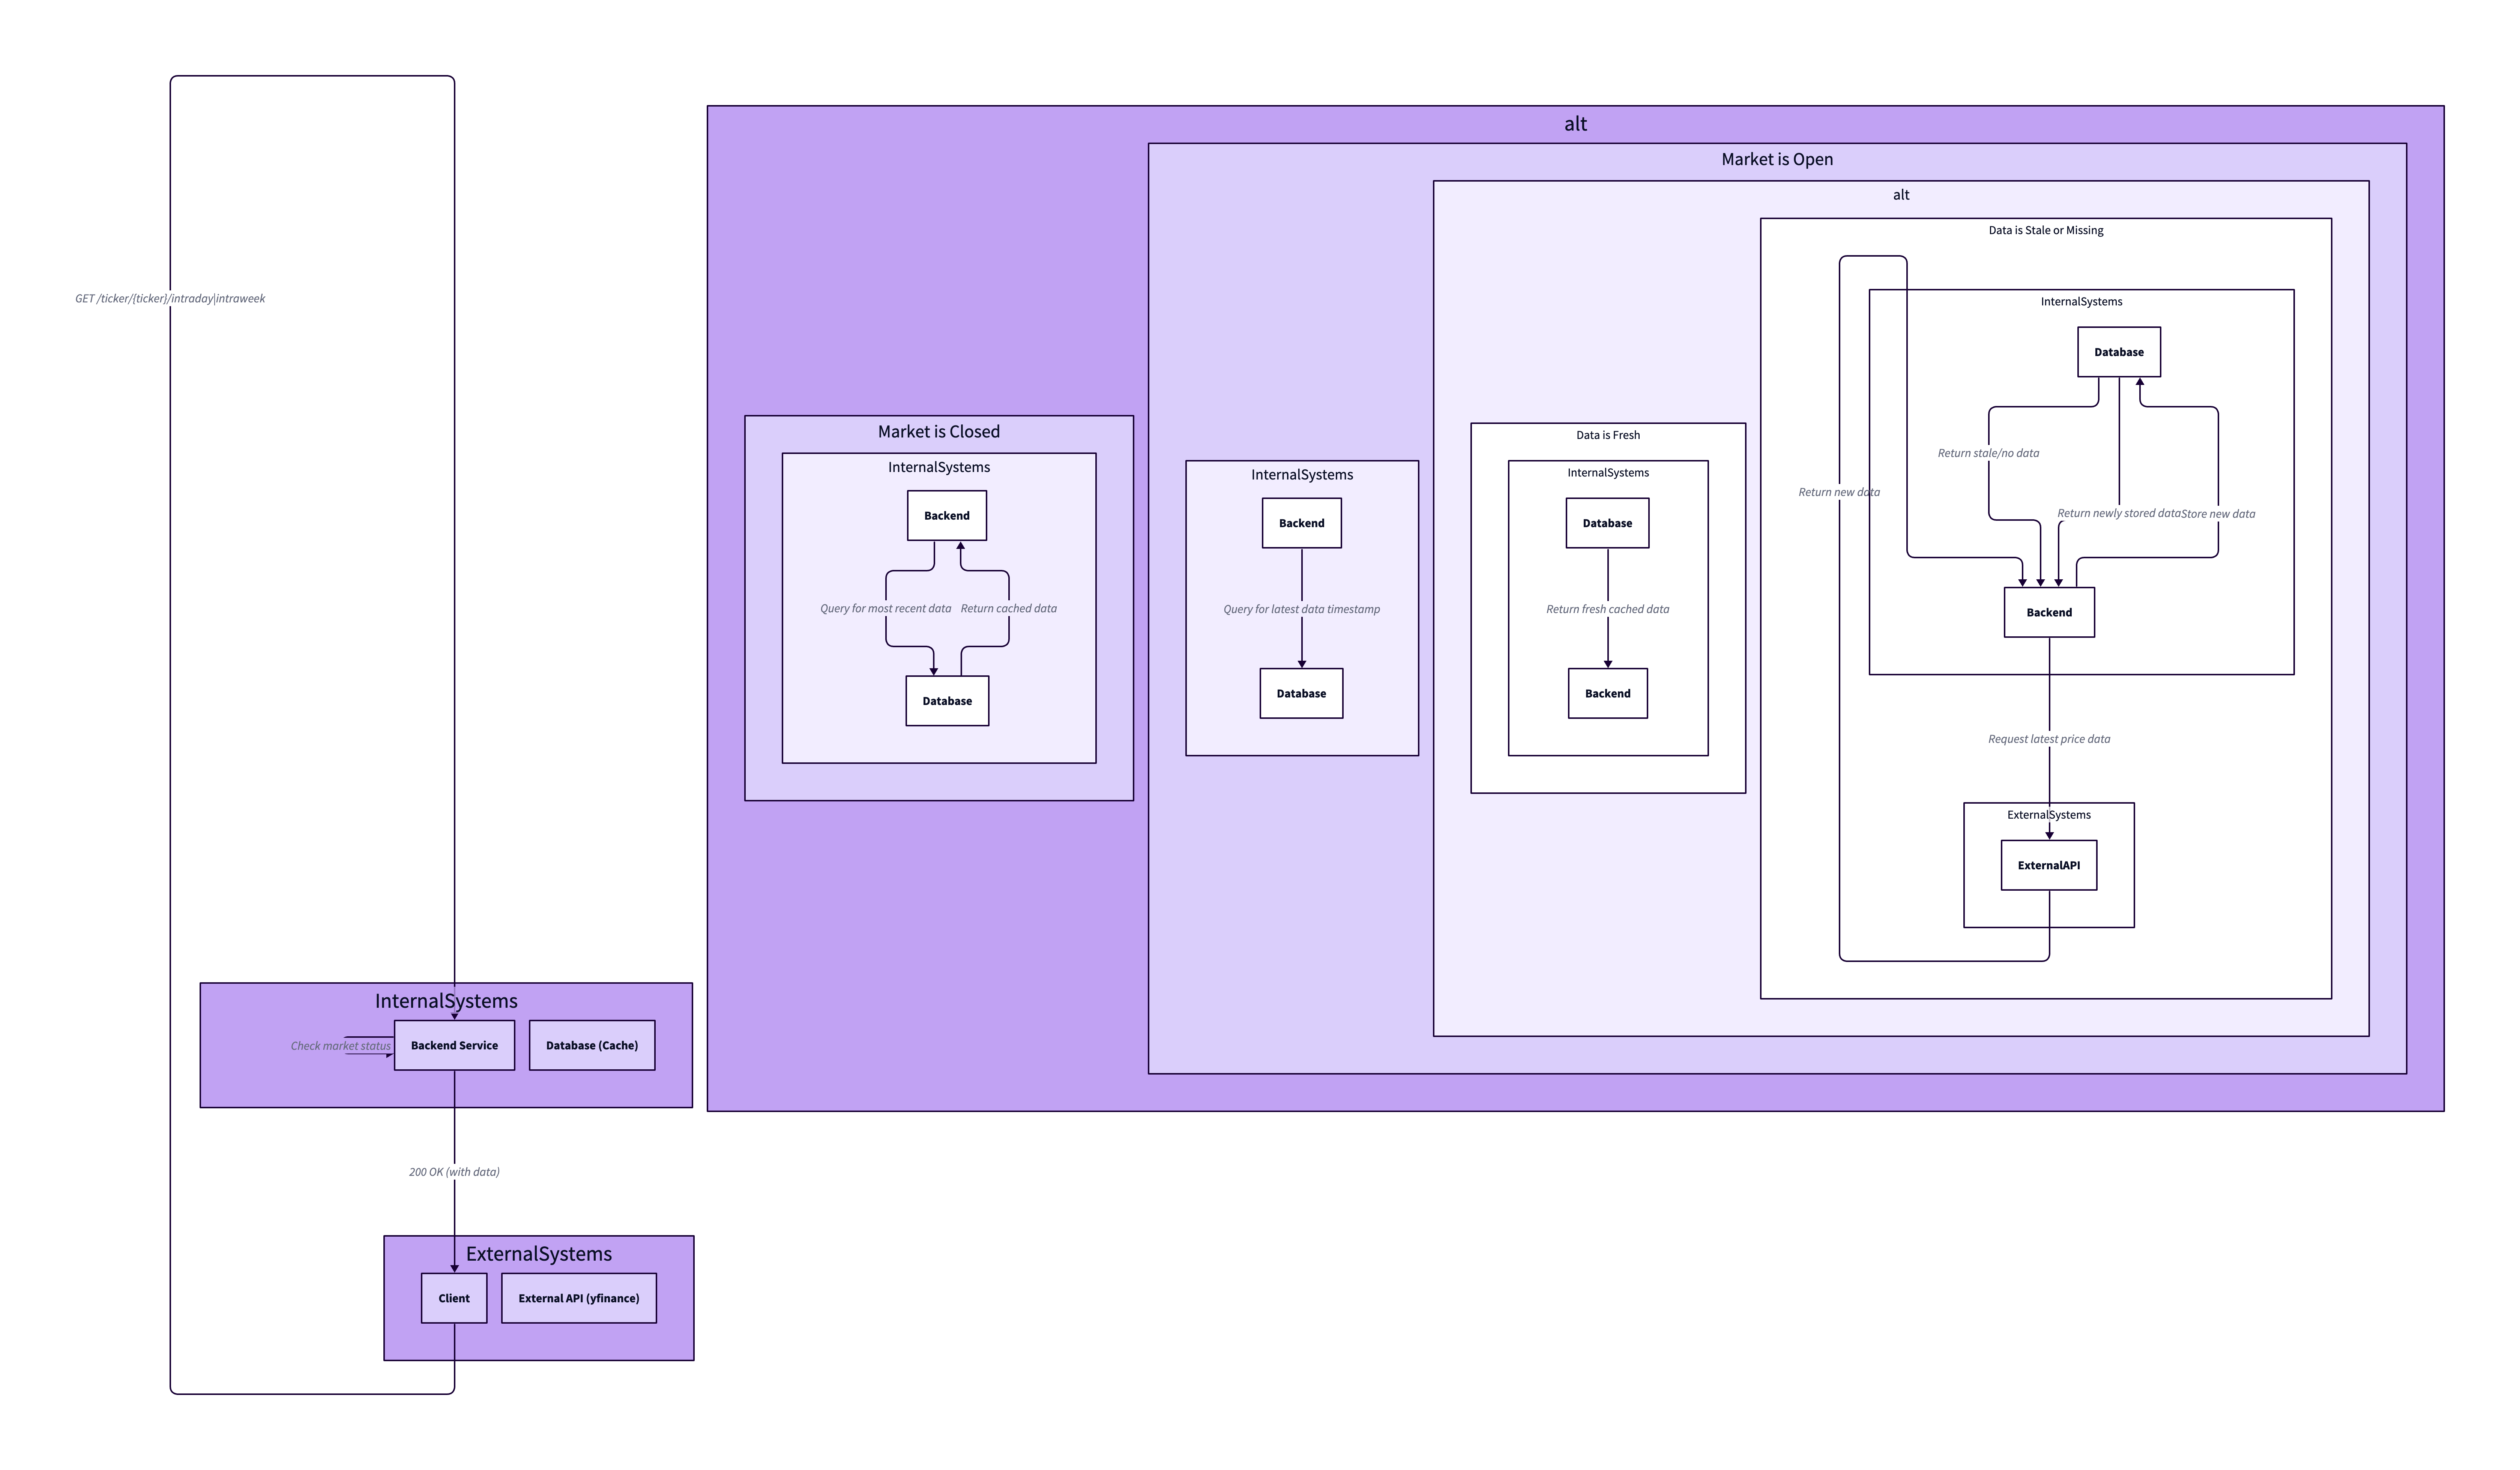 GET /ticker/{ticker}/intraday|intraweek
InternalSystems
Check market status
Backend Service
Database (Cache)
200 OK (with data)
ExternalSystems
Client
External API (yfinance)
alt
Market is Closed
InternalSystems
Backend
Query for most recent data
Return cached data
Database
Market is Open
InternalSystems
Backend
Query for latest data timestamp
Database
alt
Data is Fresh
InternalSystems
Database
Return fresh cached data
Backend
Data is Stale or Missing
InternalSystems
Database
Return stale/no data
Return new data
Return newly stored data
Store new data
Backend
Request latest price data
ExternalSystems
ExternalAPI